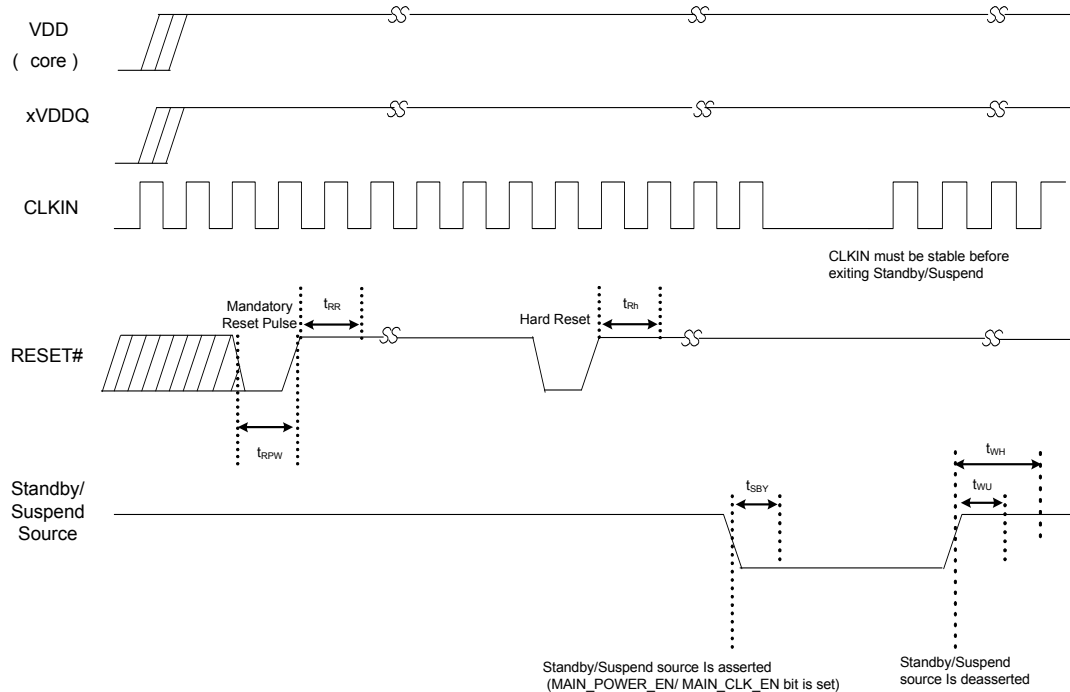 VDD
( core )
xVDDQ
CLKIN
CLKIN must be stable before
exiting Standby/Suspend
Mandatory
Reset Pulse
tRR
Hard Reset
tRh
RESET#
tRPW
tWH
Standby/
Suspend
Source
tSBY
tWU
Standby/Suspend source Is asserted
(MAIN_POWER_EN/ MAIN_CLK_EN bit is set)
Standby/Suspend
source Is deasserted